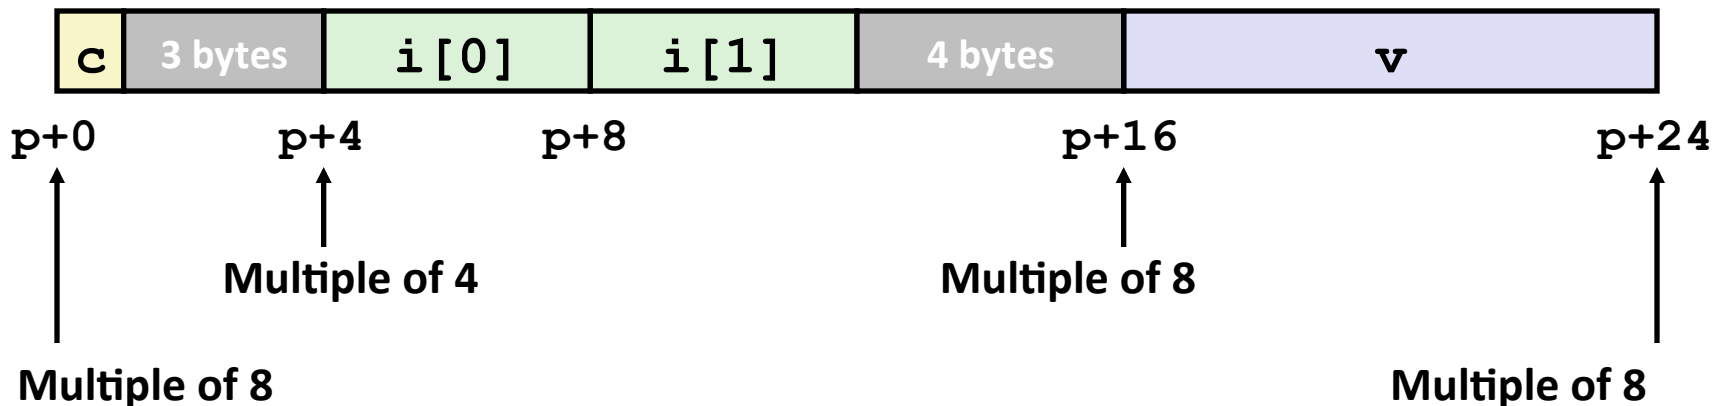 c 3 bytes i[0] i[1] 4 bytes v
p+0 p+4 p+8 p+16 p+24
Multiple of 4 Multiple of 8
Multiple of 8 Multiple of 8